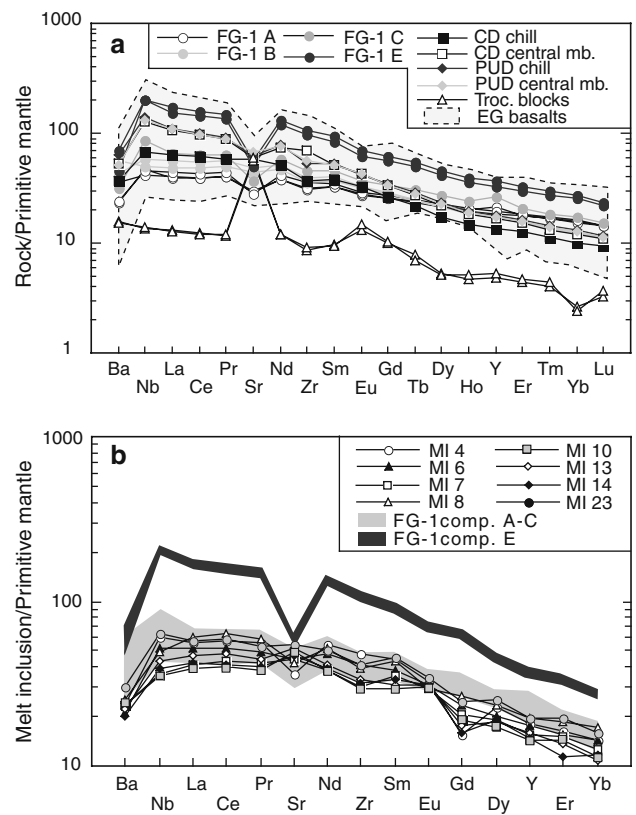 1000
100
10
1
Rock/Primitive mantle
a
FG-1 A
FG-1 B
FG-1 C
FG-1 E
CD chill
CD central mb.
PUD chill
PUD central mb.
Troc. blocks
EG basalts
Ba La Ce Pr Nd Sm Gd Dy Y Tm Lu
Nb Sr Zr Eu Tb Ho Er Yb
1000
100
10
Melt inclusion/Primitive mantle
b
MI 4
MI 6
MI 7
MI 8
MI 10
MI 13
MI 14
MI 23
FG-1comp. A-C
FG-1comp. E
Ba La Pr Nd Sm Gd Y Yb
Nb Ce Sr Zr Eu Dy Er